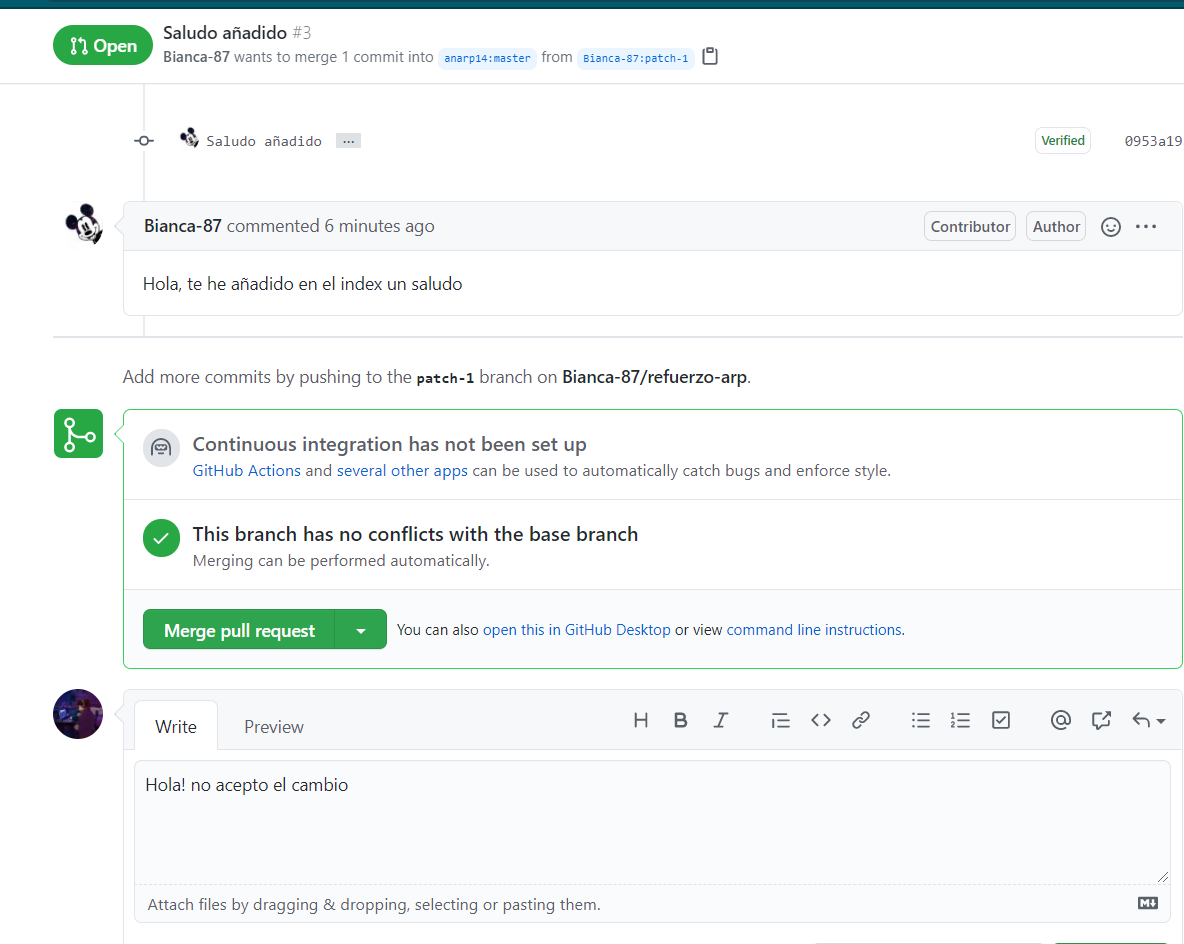 Open
Saludo añadido #3
Bianca-87 wants to merge 1 commit into anarp14:master from Bianca-87:patch-1
Saludo añadido ...
Verified
0953a19
Bianca-87 commented 6 minutes ago
Contributor
Author
Hola, te he añadido en el index un saludo
Add more commits by pushing to the patch-1 branch on Bianca-87/refuerzo-arp.
Continuous integration has not been set up
GitHub Actions and several other apps can be used to automatically catch bugs and enforce style.
This branch has no conflicts with the base branch
Merging can be performed automatically.
Merge pull request
You can also open this in GitHub Desktop or view command line instructions.
Write
Preview
H B I
Hola! no acepto el cambio
Attach files by dragging & dropping, selecting or pasting them.